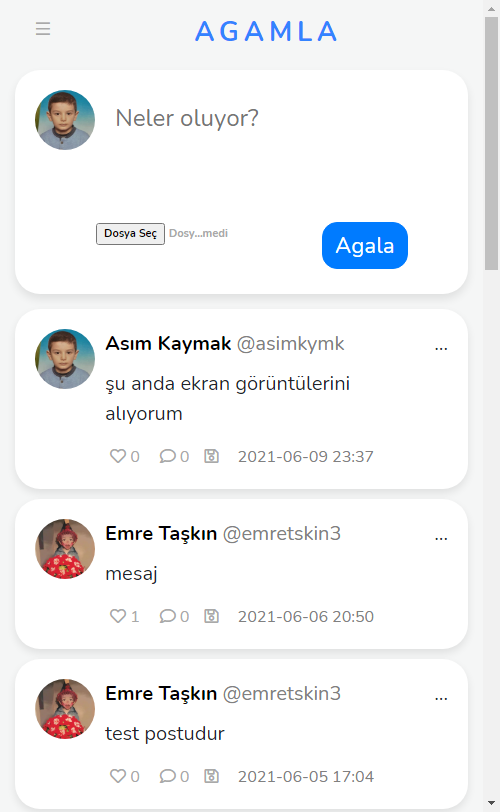 AGAMLA
Neler oluyor?
Dosya Seç Dosy...medi
Agala
Asım Kaymak @asimkymk ...
şu anda ekran görüntülerini
alıyorum
0 0 2021-06-09 23:37
Emre Taşkın @emretskin3 ...
mesaj
1 0 2021-06-06 20:50
Emre Taşkın @emretskin3 ...
test postudur
0 0 2021-06-05 17:04